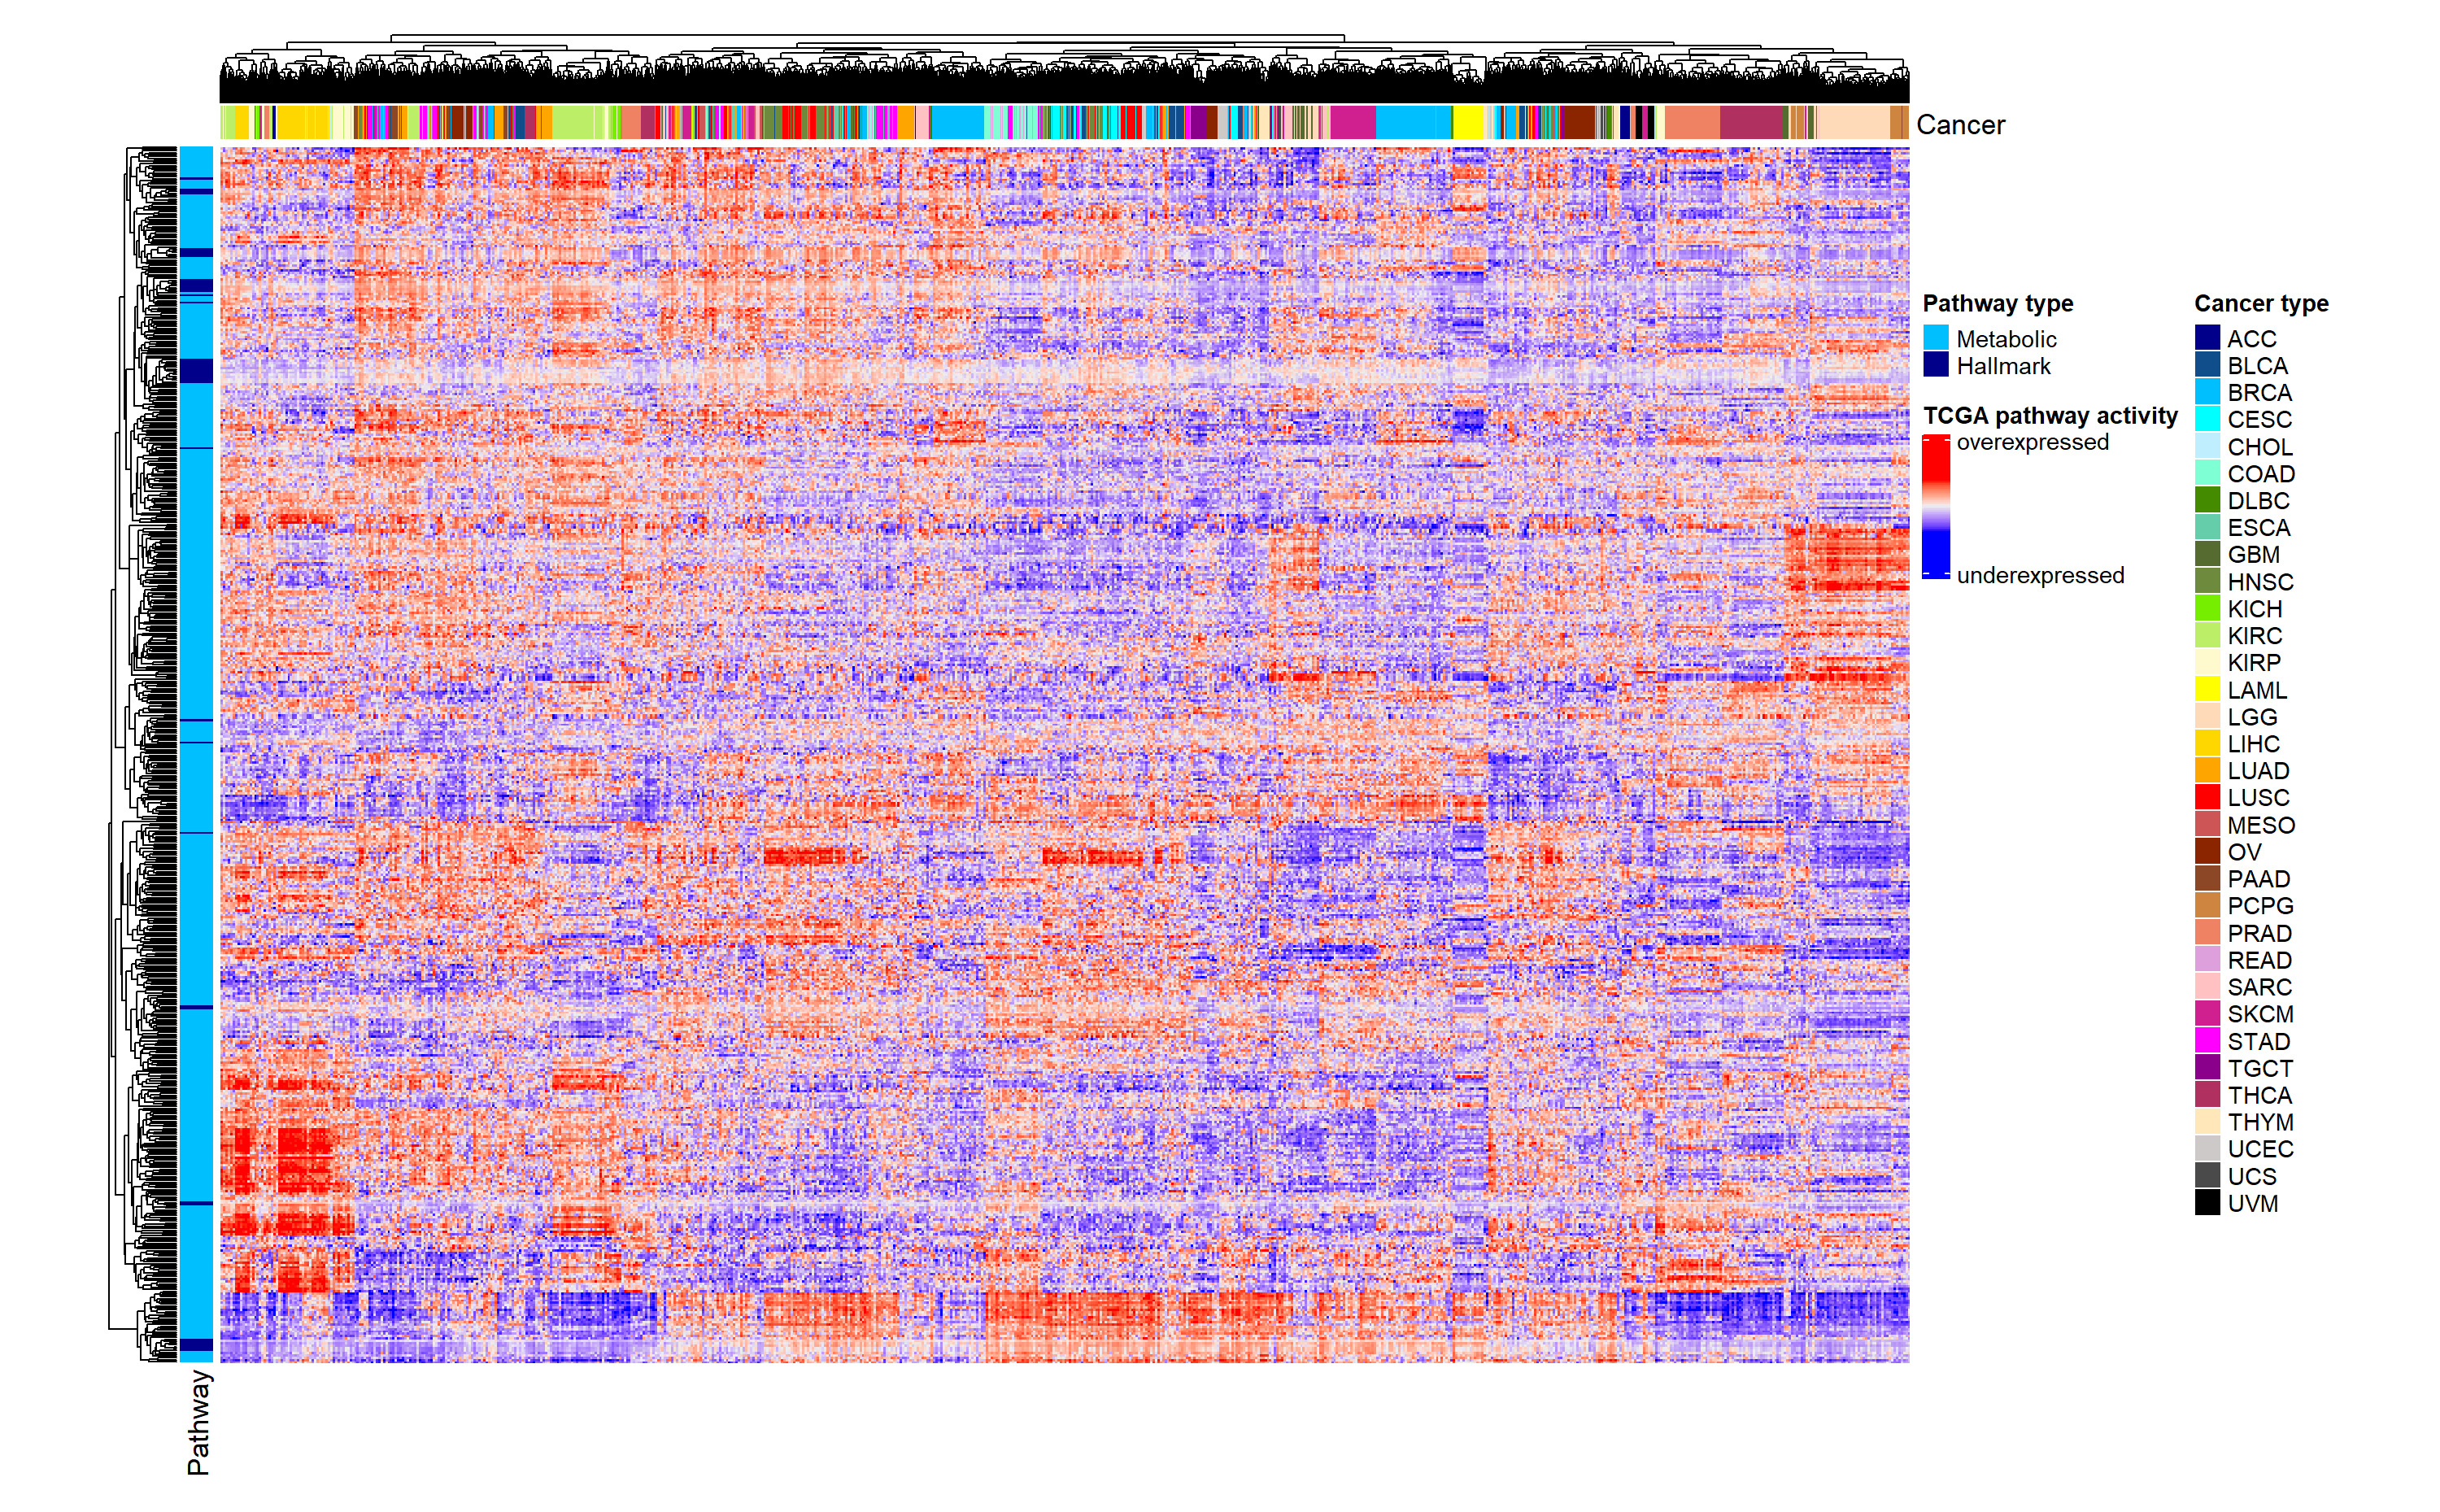 Cancer
Pathway type
Metabolic
Hallmark
TCGA pathway activity
overexpressed
underexpressed
Cancer type
ACC
BLCA
BRCA
CESC
CHOL
COAD
DLBC
ESCA
GBM
HNSC
KICH
KIRC
KIRP
LAML
LGG
LIHC
LUAD
LUSC
MESO
OV
PAAD
PCPG
PRAD
READ
SARC
SKCM
STAD
TGCT
THCA
THYM
UCEC
UCS
UVM
Pathway